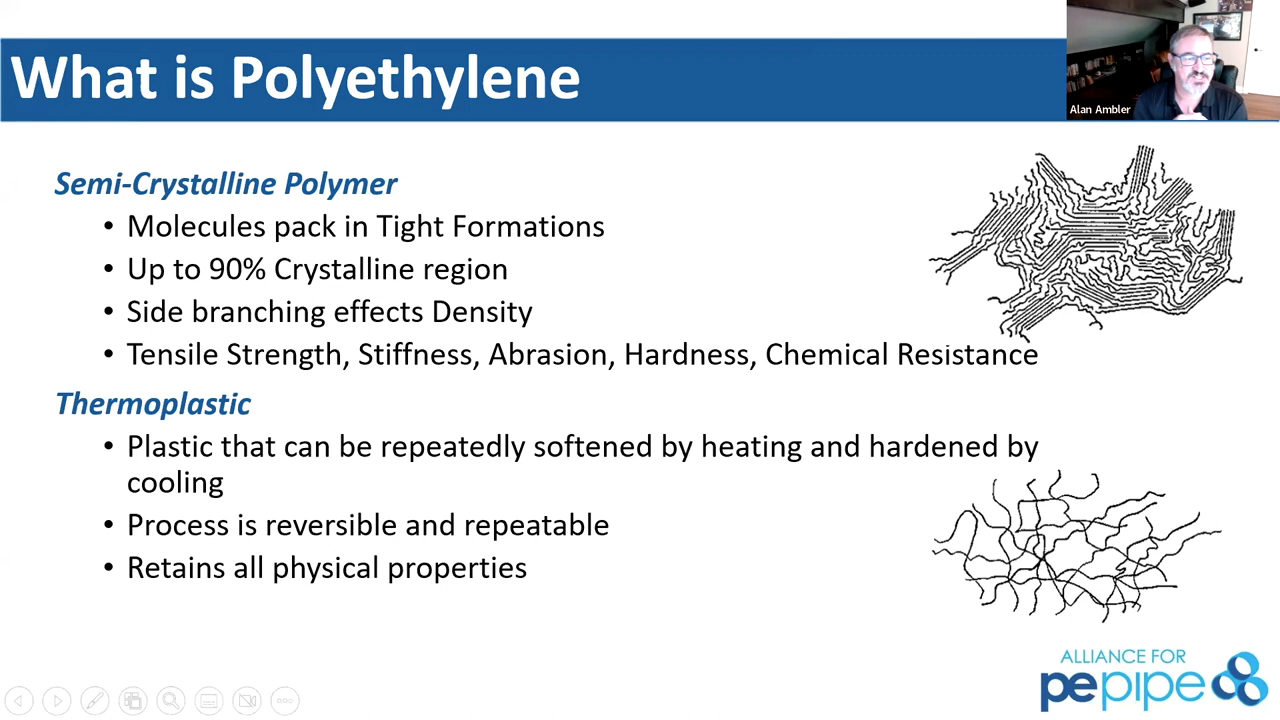 What is Polyethylene
Alan Ambler
Semi-Crystalline Polymer
• Molecules pack in Tight Formations
• Up to 90% Crystalline region
• Side branching effects Density
• Tensile Strength, Stiffness, Abrasion, Hardness, Chemical Resistance
Thermoplastic
• Plastic that can be repeatedly softened by heating and hardened by
cooling
• Process is reversible and repeatable
• Retains all physical properties
ALLIANCE FOR
pepipe